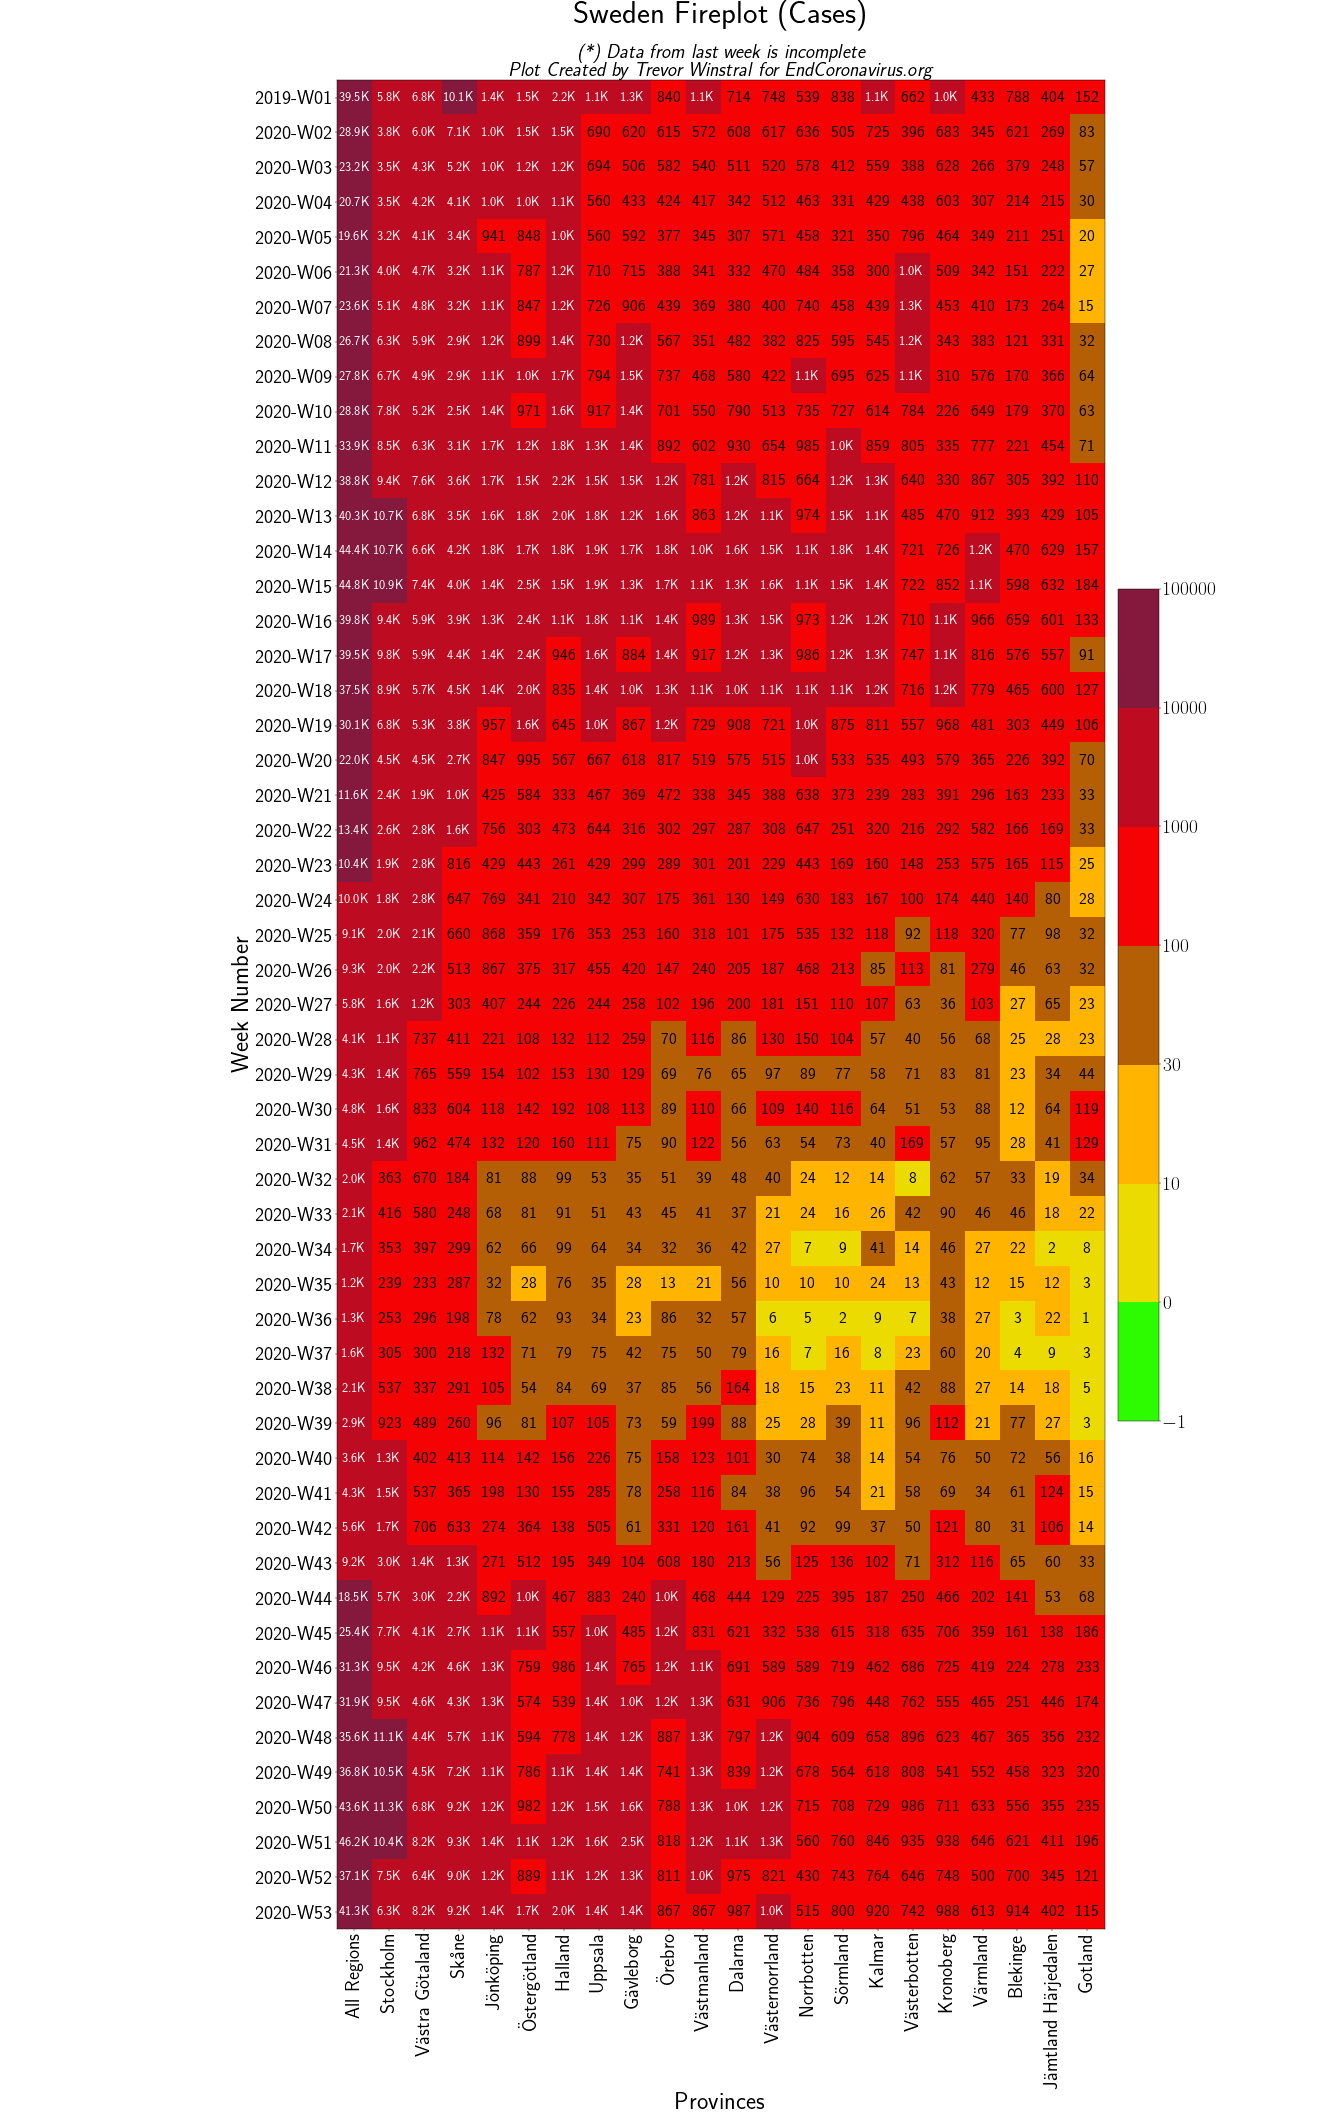 Sweden Fireplot (Cases)
(*) Data from last week is incomplete
Plot Created by Trevor Winstral for EndCoronavirus.org
2019-W01 39.5K 5.8K 6.8K 10.1K 1.4K 1.5K 2.2K 1.1K 1.3K 840 1.1K 714 748 539 838 1.1K 662 1.0K 433 788 404 152
2020-W02 28.9K 3.8K 6.0K 7.1K 1.0K 1.5K 1.5K 690 620 615 572 608 617 636 505 725 396 683 345 621 269 83
2020-W03 23.2K 3.5K 4.3K 5.2K 1.0K 1.2K 1.2K 694 506 582 540 511 520 578 412 559 388 628 266 379 248 57
2020-W04 20.7K 3.5K 4.2K 4.1K 1.0K 1.0K 1.1K 560 433 424 417 342 512 463 331 429 438 603 307 214 215 30
2020-W05 19.6K 3.2K 4.1K 3.4K 941 848 1.0K 560 592 377 345 307 571 458 321 350 796 464 349 211 251 20
2020-W06 21.3K 4.0K 4.7K 3.2K 1.1K 787 1.2K 710 715 388 341 332 470 484 358 300 1.0K 509 342 151 222 27
2020-W07 23.6K 5.1K 4.8K 3.2K 1.1K 847 1.2K 726 906 439 369 380 400 740 458 439 1.3K 453 410 173 264 15
2020-W08 26.7K 6.3K 5.9K 2.9K 1.2K 899 1.4K 730 1.2K 567 351 482 382 825 595 545 1.2K 343 383 121 331 32
2020-W09 27.8K 6.7K 4.9K 2.9K 1.1K 1.0K 1.7K 794 1.5K 737 468 580 422 1.1K 695 625 1.1K 310 576 170 366 64
2020-W10 28.8K 7.8K 5.2K 2.5K 1.4K 971 1.6K 917 1.4K 701 550 790 513 735 727 614 784 226 649 179 370 63
2020-W11 33.9K 8.5K 6.3K 3.1K 1.7K 1.2K 1.8K 1.3K 1.4K 892 602 930 654 985 1.0K 859 805 335 777 221 454 71
2020-W12 38.8K 9.4K 7.6K 3.6K 1.7K 1.5K 2.2K 1.5K 1.5K 1.2K 781 1.2K 815 664 1.2K 1.3K 640 330 867 305 392 110
2020-W13 40.3K 10.7K 6.8K 3.5K 1.6K 1.8K 2.0K 1.8K 1.2K 1.6K 863 1.2K 1.1K 974 1.5K 1.1K 485 470 912 393 429 105
2020-W14 44.4K 10.7K 6.6K 4.2K 1.8K 1.7K 1.8K 1.9K 1.7K 1.8K 1.0K 1.6K 1.5K 1.1K 1.8K 1.4K 721 726 1.2K 470 629 157
2020-W15 44.8K 10.9K 7.4K 4.0K 1.4K 2.5K 1.5K 1.9K 1.3K 1.7K 1.1K 1.3K 1.6K 1.1K 1.5K 1.4K 722 852 1.1K 598 632 184
2020-W16 39.8K 9.4K 5.9K 3.9K 1.3K 2.4K 1.1K 1.8K 1.1K 1.4K 989 1.3K 1.5K 973 1.2K 1.2K 710 1.1K 966 659 601 133
2020-W17 39.5K 9.8K 5.9K 4.4K 1.4K 2.4K 946 1.6K 884 1.4K 917 1.2K 1.3K 986 1.2K 1.3K 747 1.1K 816 576 557 91
2020-W18 37.5K 8.9K 5.7K 4.5K 1.4K 2.0K 835 1.4K 1.0K 1.3K 1.1K 1.0K 1.1K 1.1K 1.1K 1.2K 716 1.2K 779 465 600 127
2020-W19 30.1K 6.8K 5.3K 3.8K 957 1.6K 645 1.0K 867 1.2K 729 908 721 1.0K 875 811 557 968 481 303 449 106
2020-W20 22.0K 4.5K 4.5K 2.7K 847 995 567 667 618 817 519 575 515 1.0K 533 535 493 579 365 226 392 70
2020-W21 11.6K 2.4K 1.9K 1.0K 425 584 333 467 369 472 338 345 388 638 373 239 283 391 296 163 233 33
2020-W22 13.4K 2.6K 2.8K 1.6K 756 303 473 644 316 302 297 287 308 647 251 320 216 292 582 166 169 33
2020-W23 10.4K 1.9K 2.8K 816 429 443 261 429 299 289 301 201 229 443 169 160 148 253 575 165 115 25
2020-W24 10.0K 1.8K 2.8K 647 769 341 210 342 307 175 361 130 149 630 183 167 100 174 440 140 80 28
2020-W25 9.1K 2.0K 2.1K 660 868 359 176 353 253 160 318 101 175 535 132 118 92 118 320 77 98 32
2020-W26 9.3K 2.0K 2.2K 513 867 375 317 455 420 147 240 205 187 468 213 85 113 81 279 46 63 32
2020-W27 5.8K 1.6K 1.2K 303 407 244 226 244 258 102 196 200 181 151 110 107 63 36 103 27 65 23
2020-W28 4.1K 1.1K 737 411 221 108 132 112 259 70 116 86 130 150 104 57 40 56 68 25 28 23
2020-W29 4.3K 1.4K 765 559 154 102 153 130 129 69 76 65 97 89 77 58 71 83 81 23 34 44
2020-W30 4.8K 1.6K 833 604 118 142 192 108 113 89 110 66 109 140 116 64 51 53 88 12 64 119
2020-W31 4.5K 1.4K 962 474 132 120 160 111 75 90 122 56 63 54 73 40 169 57 95 28 41 129
2020-W32 2.0K 363 670 184 81 88 99 53 35 51 39 48 40 24 12 14 8 62 57 33 19 34
2020-W33 2.1K 416 580 248 68 81 91 51 43 45 41 37 21 24 16 26 42 90 46 46 18 22
2020-W34 1.7K 353 397 299 62 66 99 64 34 32 36 42 27 7 9 41 14 46 27 22 2 8
2020-W35 1.2K 239 233 287 32 28 76 35 28 13 21 56 10 10 10 24 13 43 12 15 12 3
2020-W36 1.3K 253 296 198 78 62 93 34 23 86 32 57 6 5 2 9 7 38 27 3 22 1
2020-W37 1.6K 305 300 218 132 71 79 75 42 75 50 79 16 7 16 8 23 60 20 4 9 3
2020-W38 2.1K 537 337 291 105 54 84 69 37 85 56 164 18 15 23 11 42 88 27 14 18 5
2020-W39 2.9K 923 489 260 96 81 107 105 73 59 199 88 25 28 39 11 96 112 21 77 27 3
2020-W40 3.6K 1.3K 402 413 114 142 156 226 75 158 123 101 30 74 38 14 54 76 50 72 56 16
2020-W41 4.3K 1.5K 537 365 198 130 155 285 78 258 116 84 38 96 54 21 58 69 34 61 124 15
2020-W42 5.6K 1.7K 706 633 274 364 138 505 61 331 120 161 41 92 99 37 50 121 80 31 106 14
2020-W43 9.2K 3.0K 1.4K 1.3K 271 512 195 349 104 608 180 213 56 125 136 102 71 312 116 65 60 33
2020-W44 18.5K 5.7K 3.0K 2.2K 892 1.0K 467 883 240 1.0K 468 444 129 225 395 187 250 466 202 141 53 68
2020-W45 25.4K 7.7K 4.1K 2.7K 1.1K 1.1K 557 1.0K 485 1.2K 831 621 332 538 615 318 635 706 359 161 138 186
2020-W46 31.3K 9.5K 4.2K 4.6K 1.3K 759 986 1.4K 765 1.2K 1.1K 691 589 589 719 462 686 725 419 224 278 233
2020-W47 31.9K 9.5K 4.6K 4.3K 1.3K 574 539 1.4K 1.0K 1.2K 1.3K 631 906 736 796 448 762 555 465 251 446 174
2020-W48 35.6K 11.1K 4.4K 5.7K 1.1K 594 778 1.4K 1.2K 887 1.3K 797 1.2K 904 609 658 896 623 467 365 356 232
2020-W49 36.8K 10.5K 4.5K 7.2K 1.1K 786 1.1K 1.4K 1.4K 741 1.3K 839 1.2K 678 564 618 808 541 552 458 323 320
2020-W50 43.6K 11.3K 6.8K 9.2K 1.2K 982 1.2K 1.5K 1.6K 788 1.3K 1.0K 1.2K 715 708 729 986 711 633 556 355 235
2020-W51 46.2K 10.4K 8.2K 9.3K 1.4K 1.1K 1.2K 1.6K 2.5K 818 1.2K 1.1K 1.3K 560 760 846 935 938 646 621 411 196
2020-W52 37.1K 7.5K 6.4K 9.0K 1.2K 889 1.1K 1.2K 1.3K 811 1.0K 975 821 430 743 764 646 748 500 700 345 121
2020-W53 41.3K 6.3K 8.2K 9.2K 1.4K 1.7K 2.0K 1.4K 1.4K 867 867 987 1.0K 515 800 920 742 988 613 914 402 115
Week Number
All Regions
Stockholm
Västra Götaland
Skåne
Jönköping
Östergötland
Halland
Uppsala
Gävleborg
Örebro
Västmanland
Dalarna
Västernorrland
Norrbotten
Sörmland
Kalmar
Västerbotten
Kronoberg
Värmland
Blekinge
Jämtland Härjedalen
Gotland
Provinces
100000
10000
1000
100
30
10
0
−1